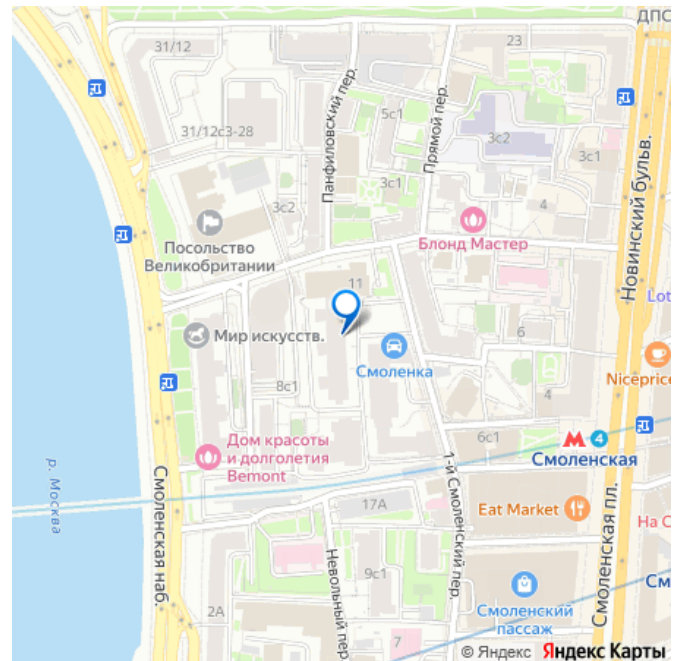 ДПС
31/12
23
5с1
Прямой пер.
Панфиловский пер.
31/12с3-28
3с2
3с1
3с1
Новинский бульв.
3с2
4
Посольство
Великобритании
Блонд Мастер
11
Lot
Мир искусств.
6
Смоленка
Niceprice
8с1
4
Дом красоты
и долголетия
Bemont
6с1
4
Смоленская
р. Москва
Смоленская наб.
1-й Смоленский пер.
17А
Eat Market
На С
Смоленская пл.
Невольный пер.
9с1
См
2А
7
Смоленский
пассаж
© Яндекс Яндекс Карты